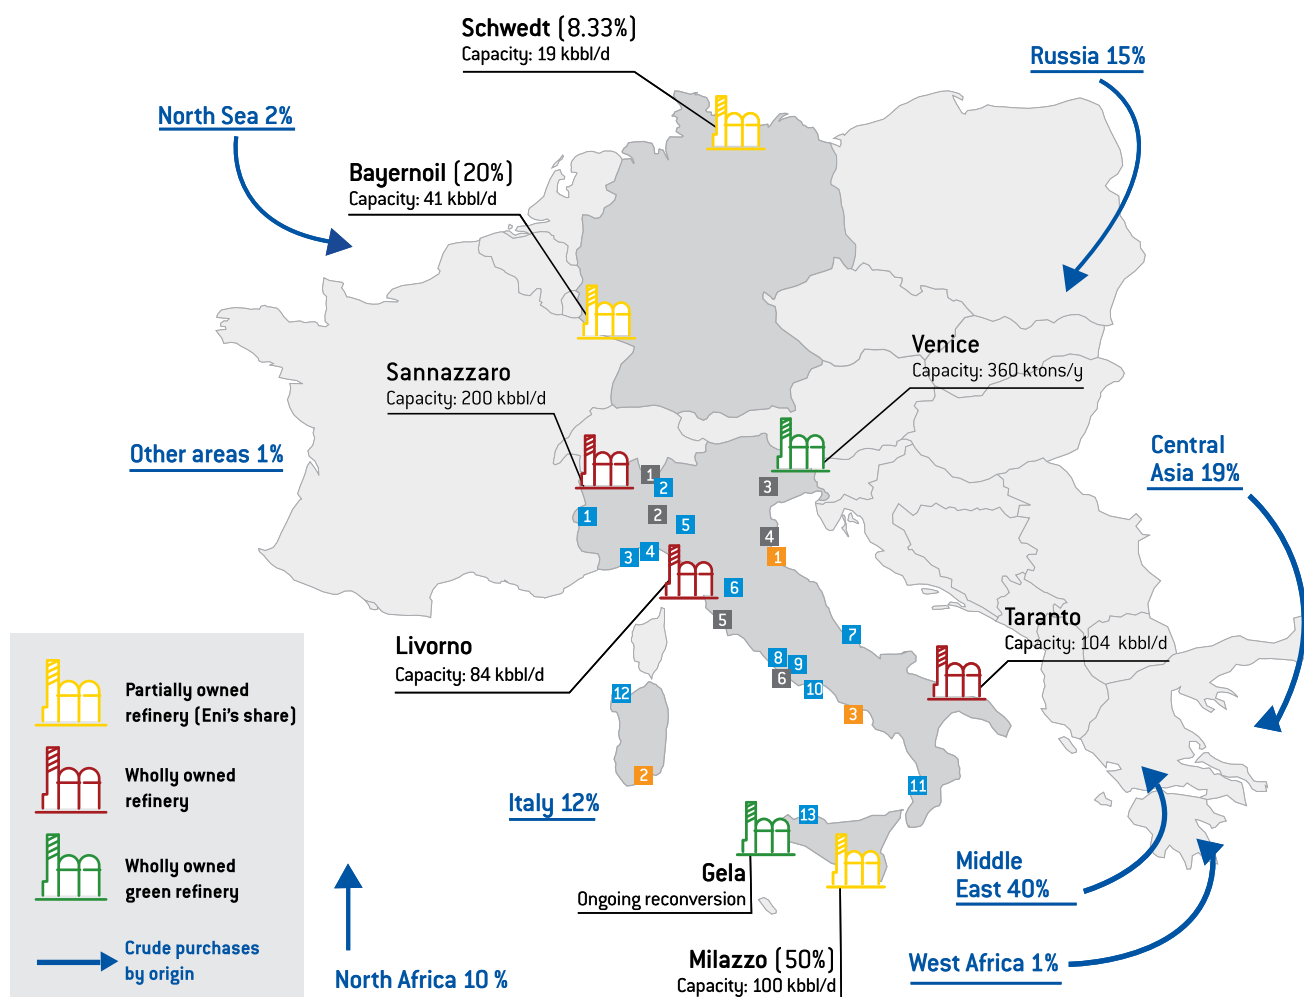 Schwedt (8.33%)
Capacity: 19 kbbl/d
Russia 15%
North Sea 2%
Bayernoil (20%)
Capacity: 41 kbbl/d
Venice
Capacity: 360 ktons/y
Sannazzaro
Capacity: 200 kbbl/d
Other areas 1%
Central
Asia 19%
1
2
3
1
2
5
4
3
4
1
6
5
Taranto
Capacity: 104 kbbl/d
7
Livorno
Capacity: 84 kbbl/d
8
9
6
10
12
3
2
11
Italy 12%
13
Partially owned
refinery (Eni's share)
Wholly owned
refinery
Wholly owned
green refinery
Crude purchases
by origin
Gela
Ongoing reconversion
Middle
East 40%
Milazzo (50%)
Capacity: 100 kbbl/d
West Africa 1%
North Africa 10 %